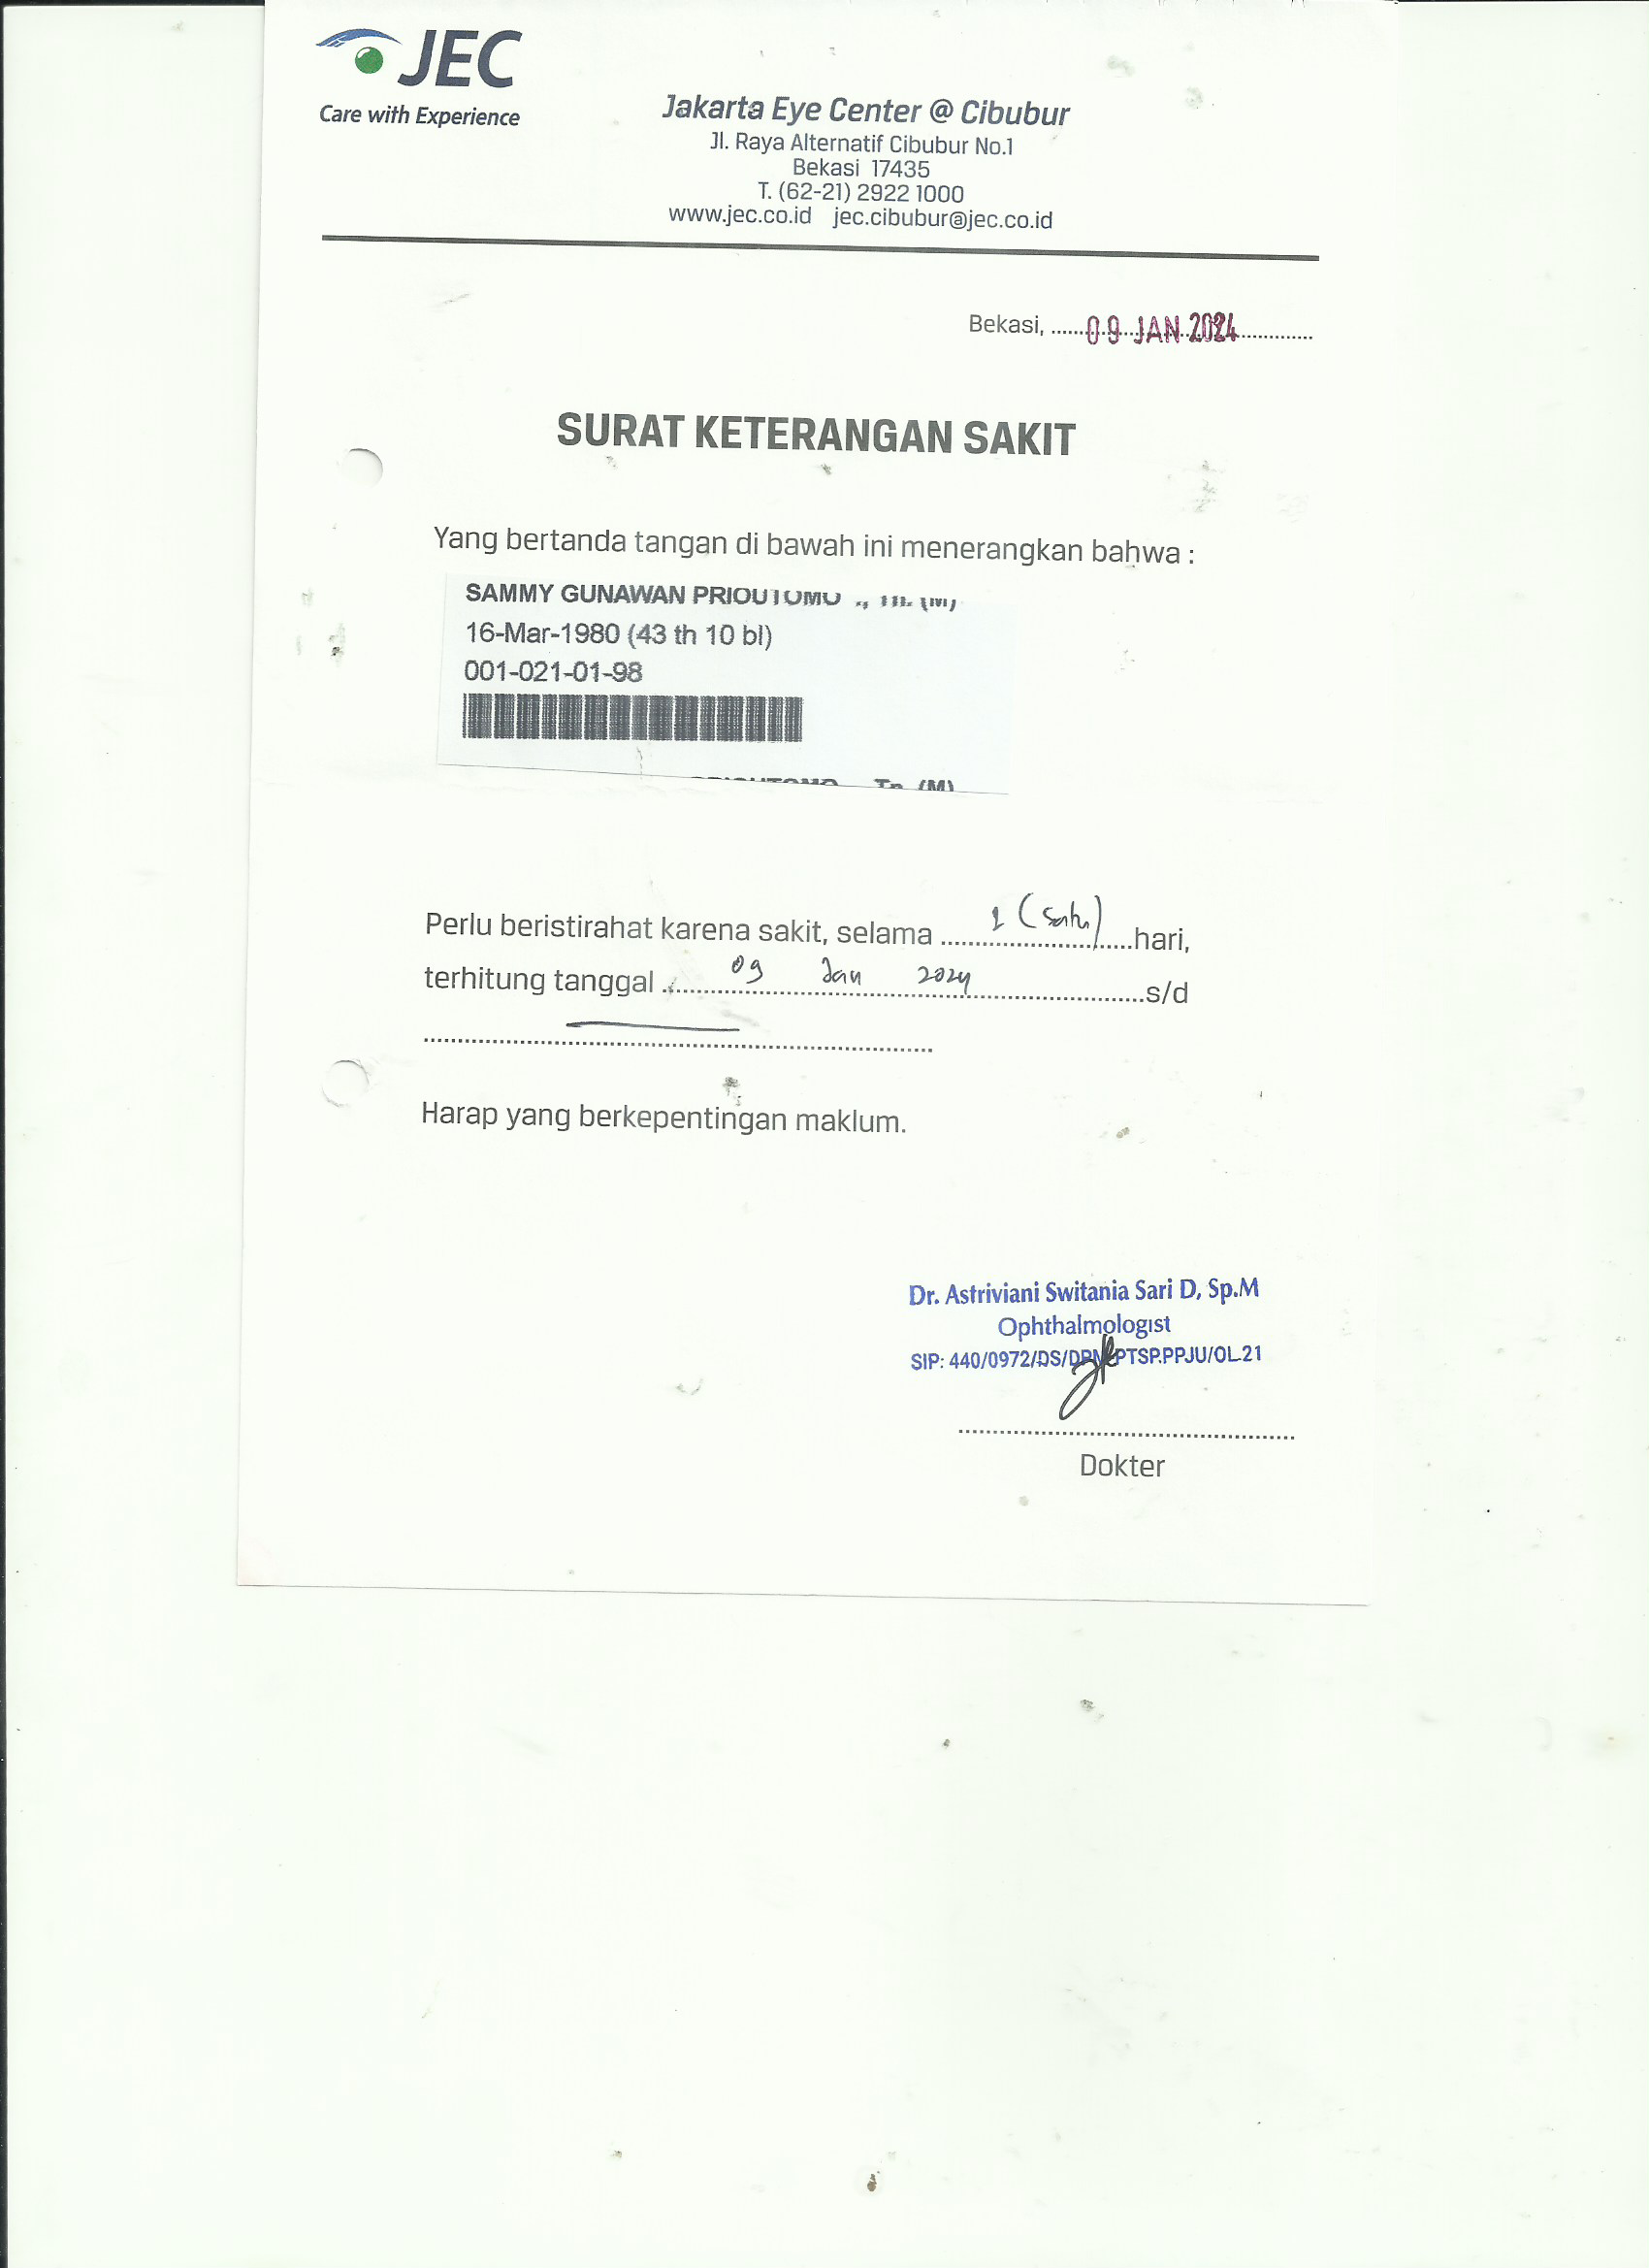 JEC
Care with Experience
Jakarta Eye Center @ Cibubur
Jl. Raya Alternatif Cibubur No.1
Bekasi 17435
T. (62-21) 2922 1000
www.jec.co.id jec.cibubur@jec.co.id
Bekasi, ......09 JAN 2024..............
SURAT KETERANGAN SAKIT
Yang bertanda tangan di bawah ini menerangkan bahwa :
SAMMY GUNAWAN PRIOUTOMO ., Tn. (M)
16-Mar-1980 (43 th 10 bl)
001-021-01-98
PRIOUTOMO Tn. (M)
Perlu beristirahat karena sakit, selama 1 (satu) hari,
terhitung tanggal 09 Jan 2024 s/d
Harap yang berkepentingan maklum.
Dr. Astriviani Switania Sari D, Sp.M
Ophthalmologist
SIP: 440/0972/DS/ PTSP.PPJU/OL.21
Dokter